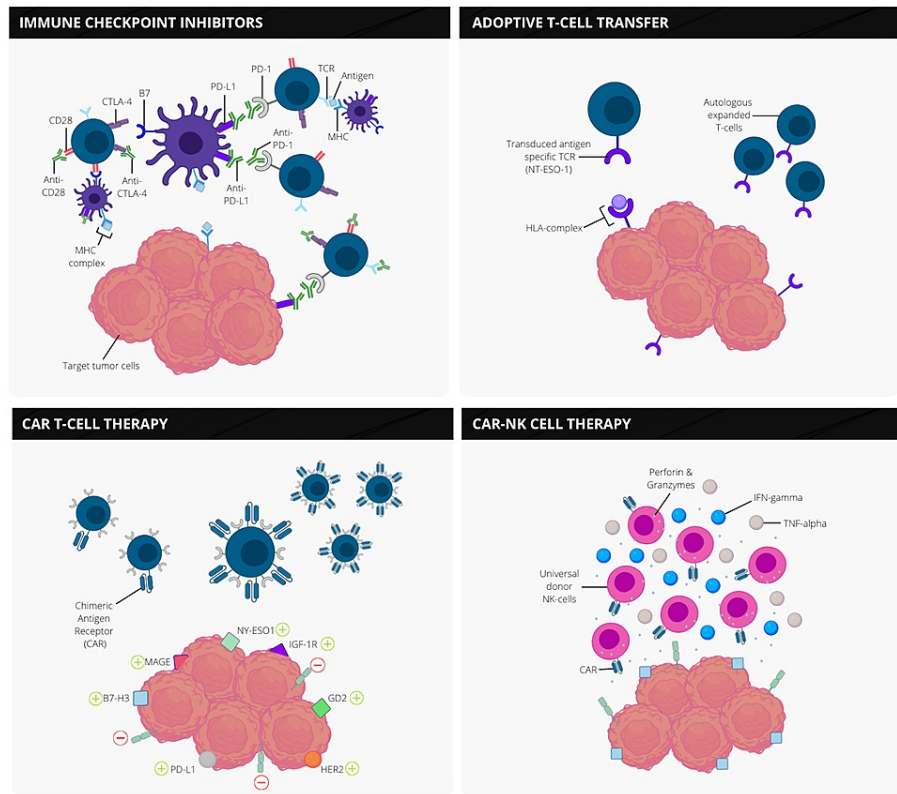 IMMUNE CHECKPOINT INHIBITORS
B7
PD-L1
PD-1
TCR
Antigen
CTLA-4
CD28
MHC
Anti-
PD-1
Anti-
CD28
Anti-
CTLA-4
Anti-
PD-L1
MHC
complex
Target tumor cells
ADOPTIVE T-CELL TRANSFER
Autologous
expanded
T-cells
Transduced antigen
specific TCR
(NT-ESO-1)
HLA-complex
CAR T-CELL THERAPY
Chimeric
Antigen
Receptor
(CAR)
NY-ESO1
IGF-1R
MAGE
B7-H3
GD2
PD-L1
HER2
CAR-NK CELL THERAPY
Perforin &
Granzymes
IFN-gamma
TNF-alpha
Universal
donor
NK-cells
CAR